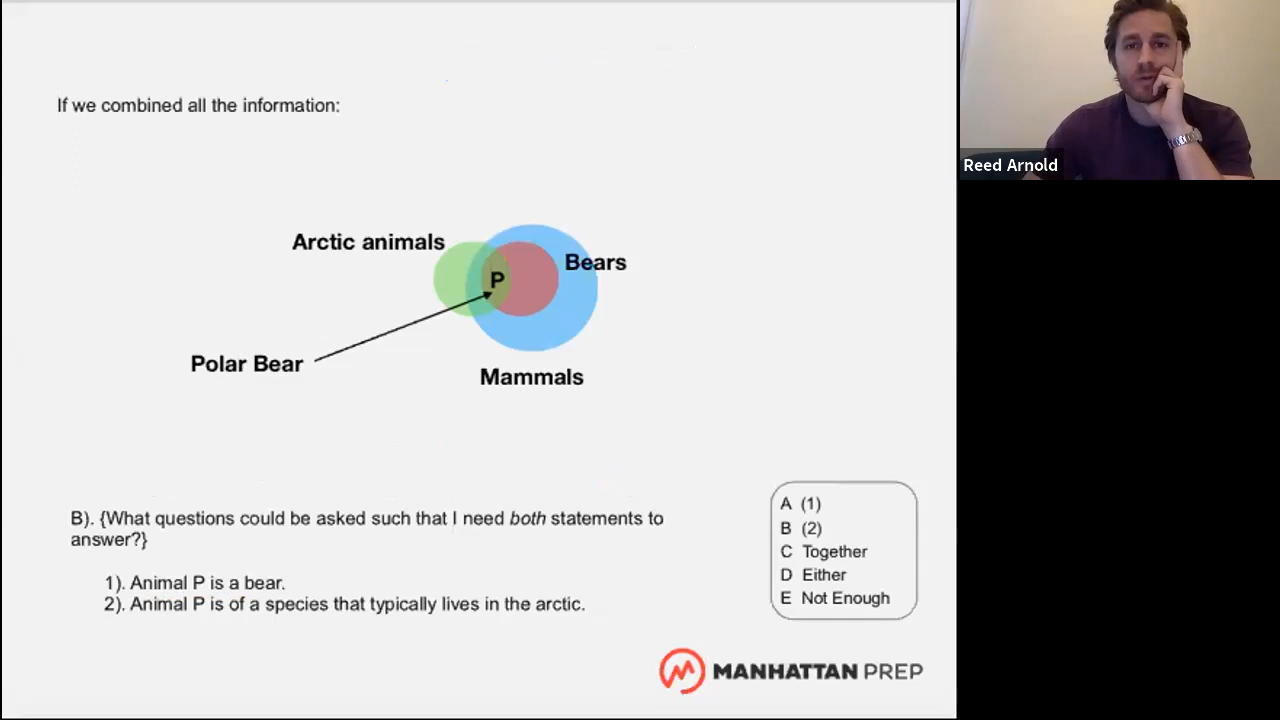 If we combined all the information:
Arctic animals
Bears
P
Polar Bear
Mammals
B). {What questions could be asked such that I need both statements to
answer?}
1). Animal P is a bear.
2). Animal P is of a species that typically lives in the arctic.
A (1)
B (2)
C Together
D Either
E Not Enough
MANHATTAN PREP
Reed Arnold